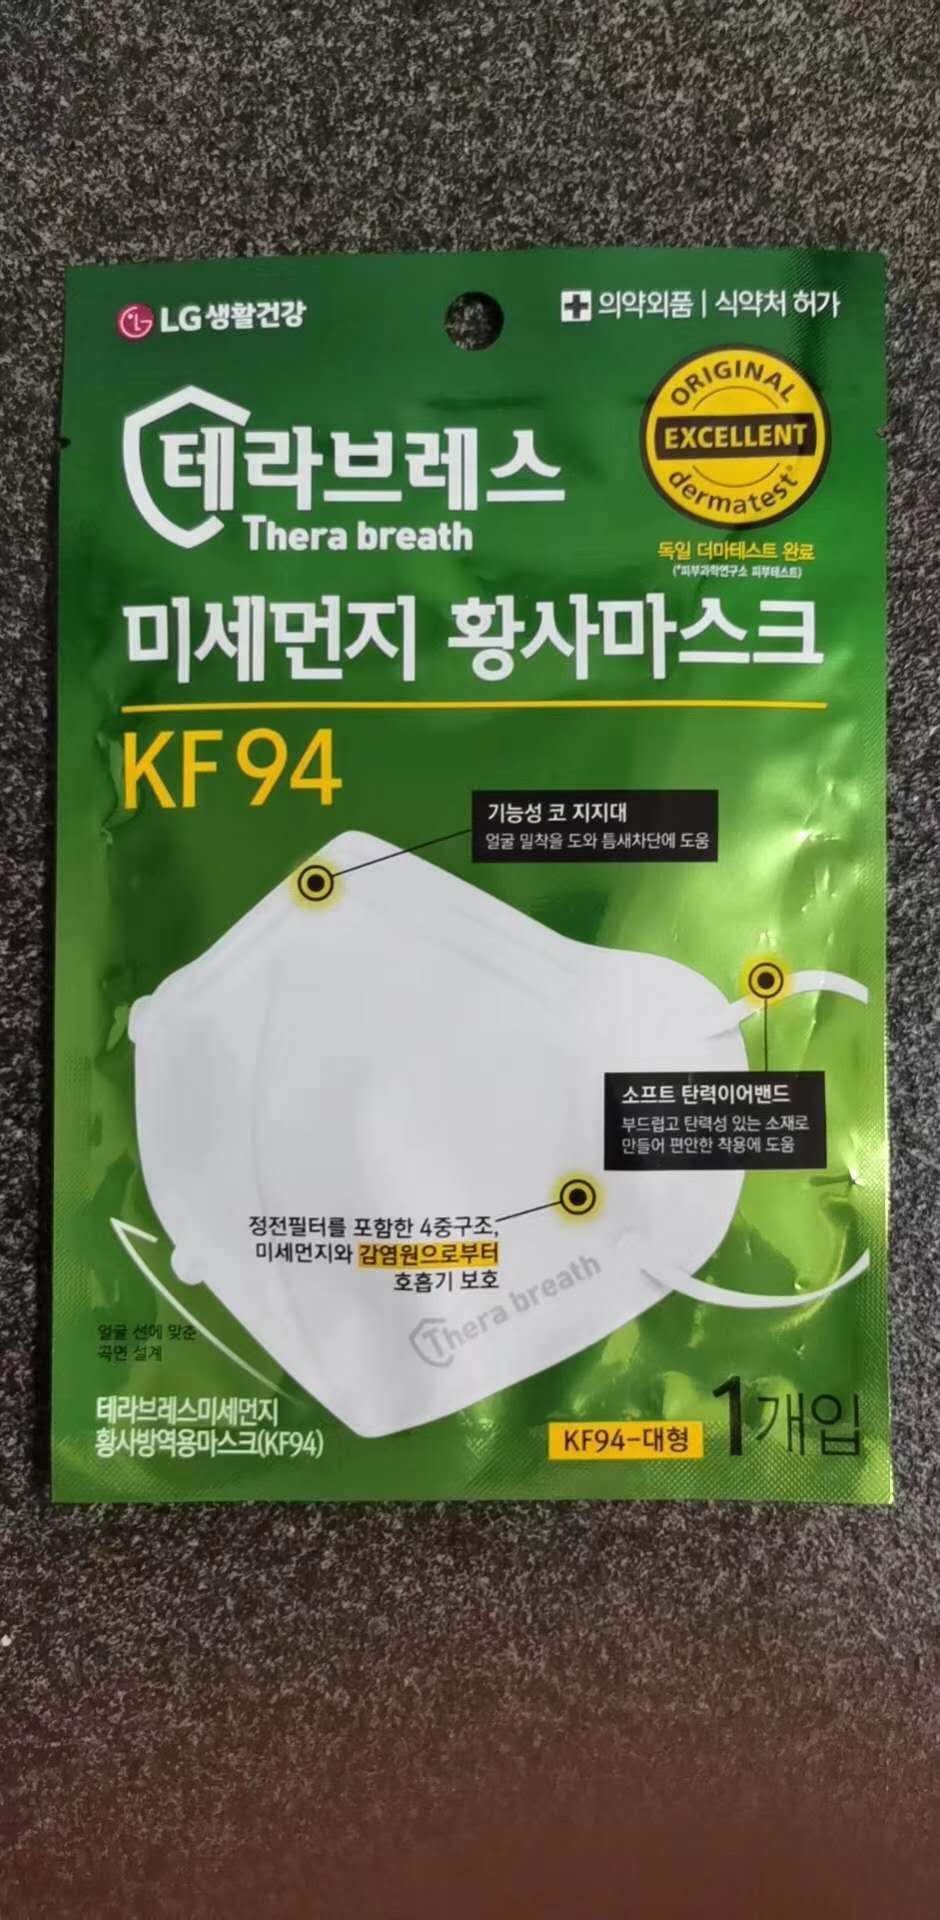 LG생활건강
의약외품 | 식약처 허가
ORIGINAL
EXCELLENT
dermatest®
독일 더마테스트 완료
(*피부과학연구소 피부테스트)
테라브레스
Thera breath
미세먼지 황사마스크
KF94
기능성 코 지지대
얼굴 밀착을 도와 틈새차단에 도움
소프트 탄력이어밴드
부드럽고 탄력성 있는 소재로
만들어 편안한 착용에 도움
정전필터를 포함한 4중구조,
미세먼지와 감염원으로부터
호흡기 보호
Thera breath
얼굴 선에 맞춘
곡면 설계
테라브레스미세먼지
황사방역용마스크(KF94)
KF94-대형
1개입